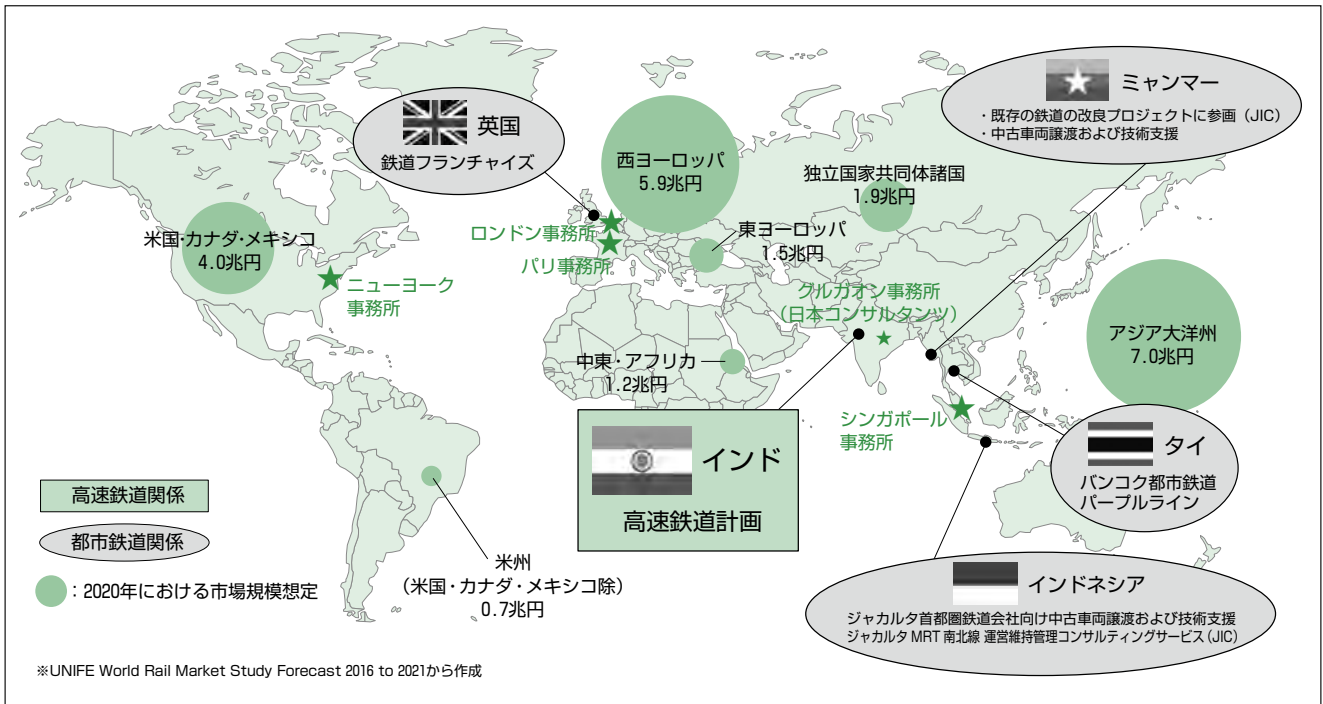 ミャンマー
・既存の鉄道の改良プロジェクトに参画（JIC）
・中古車両譲渡および技術支援
英国
鉄道フランチャイズ
西ヨーロッパ
5.9兆円
独立国家共同体諸国
1.9兆円
米国・カナダ・メキシコ
4.0兆円
ロンドン事務所
パリ事務所
東ヨーロッパ
1.5兆円
ニューヨーク
事務所
クルガオン事務所
（日本コンサルタンツ）
アジア大洋州
7.0兆円
中東・アフリカ
1.2兆円
シンガポール
事務所
インド
高速鉄道計画
タイ
バンコク都市鉄道
パープルライン
高速鉄道関係
都市鉄道関係
：2020年における市場規模想定
米州
（米国・カナダ・メキシコ除）
0.7兆円
インドネシア
ジャカルタ首都圏鉄道会社向け中古車両譲渡および技術支援
ジャカルタ MRT 南北線 運営維持管理コンサルティングサービス（JIC）
※UNIFE World Rail Market Study Forecast 2016 to 2021から作成